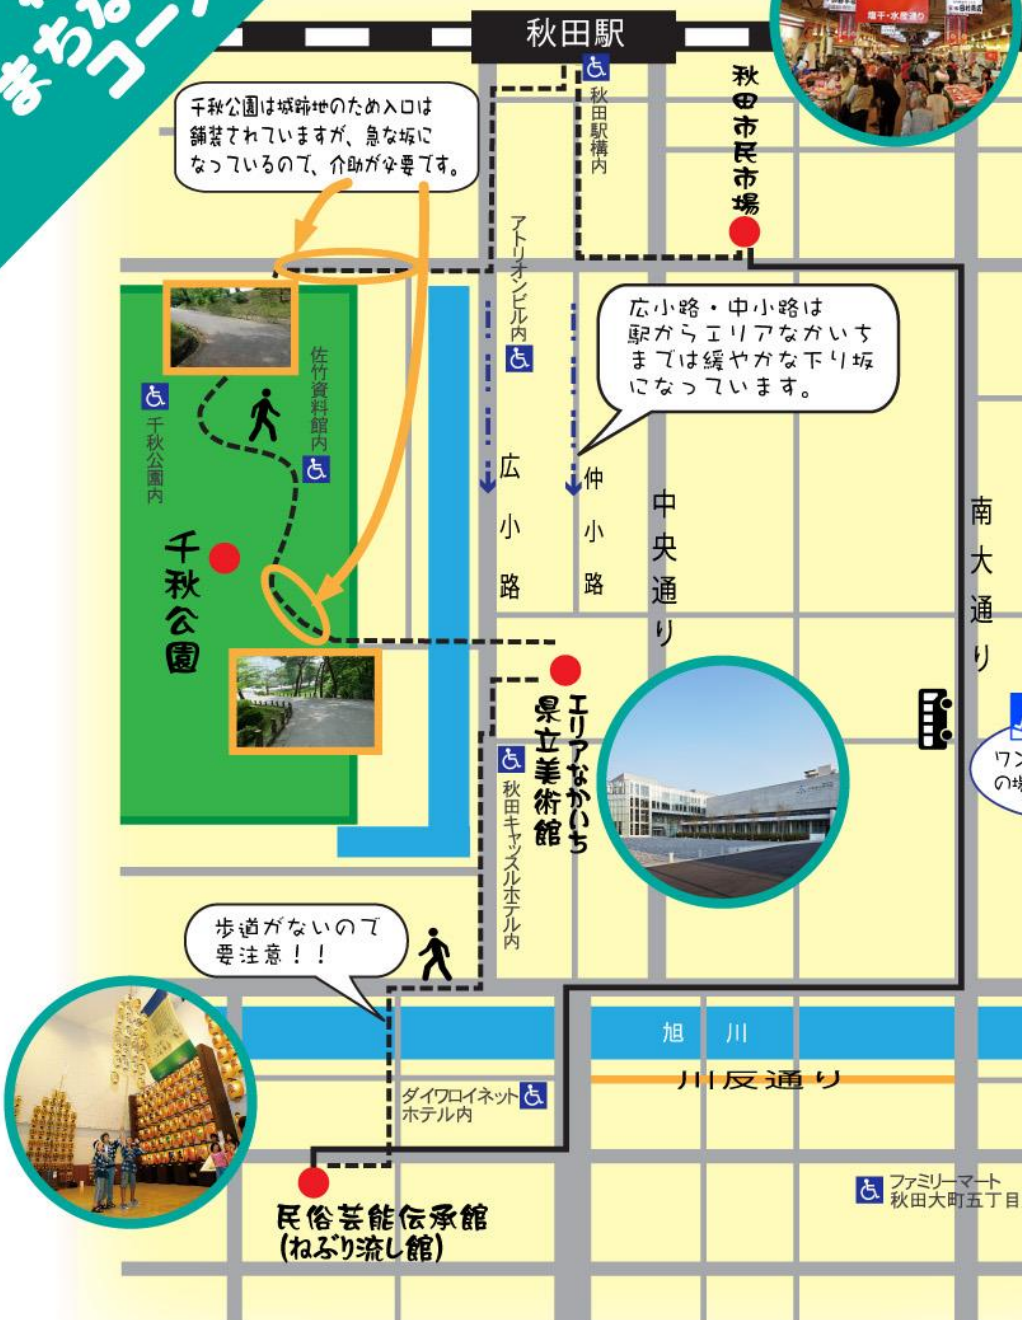 まちな
コー
秋田駅
秋田駅構内
塩干・水産通り
秋田市民市場
千秋公園は城跡地のため入口は
舗装されていますが、急な坂に
なっているので、介助が必要です。
アトリオンビル内
広小路・中小路は
駅からエリアなかいち
までは緩やかな下り坂
になっています。
佐竹資料館内
千秋公園内
千秋公園
広小路
仲小路
中央通り
南大通り
エリアなかいち
県立美術館
秋田キャッスルホテル内
ワン
の場
歩道がないので
要注意！！
旭川
川反通り
ダイワロイネット
ホテル内
ファミリーマート
秋田大町五丁目
民俗芸能伝承館
(ねぶり流し館)